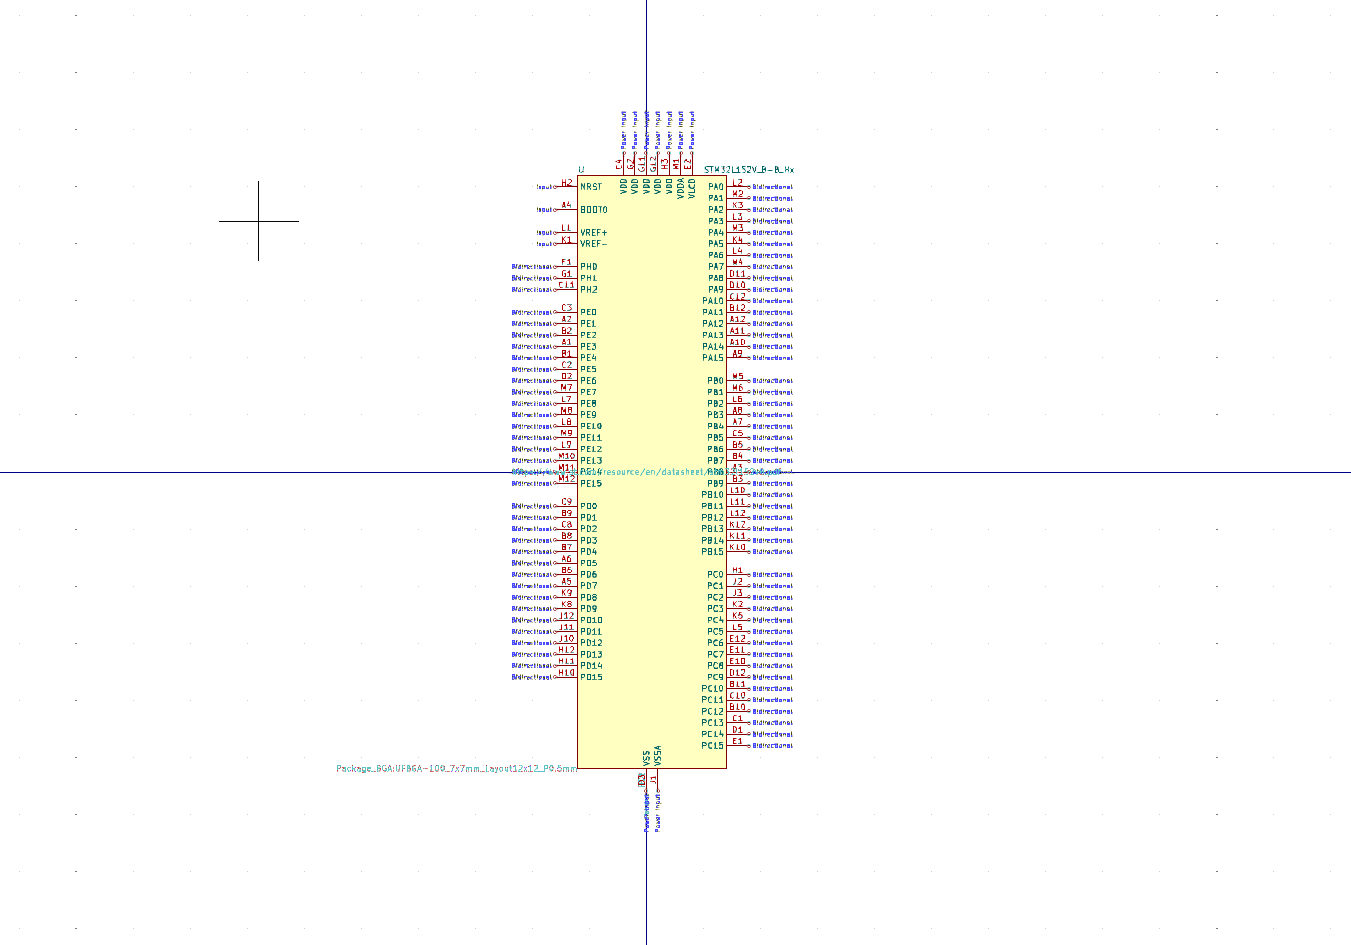 Power Input Power Input Power Input Power Input Power Input Power Input Power Input
C4 G2 G11 G12 H3 M1 E2
U STM32L152V_8-B_Hx
VDD VDD VDD VDD VDD VDDA VLCD
Input H2 NRST PA0 L2 Bidirectional
PA1 M2 Bidirectional
Input A4 BOOT0 PA2 K3 Bidirectional
PA3 L3 Bidirectional
Input L1 VREF+ PA4 M3 Bidirectional
Input K1 VREF- PA5 K4 Bidirectional
PA6 L4 Bidirectional
Bidirectional F1 PH0 PA7 M4 Bidirectional
Bidirectional G1 PH1 PA8 D11 Bidirectional
Bidirectional C11 PH2 PA9 D10 Bidirectional
PA10 C12 Bidirectional
Bidirectional C3 PE0 PA11 B12 Bidirectional
Bidirectional A2 PE1 PA12 A12 Bidirectional
Bidirectional B2 PE2 PA13 A11 Bidirectional
Bidirectional A1 PE3 PA14 A10 Bidirectional
Bidirectional B1 PE4 PA15 A9 Bidirectional
Bidirectional C2 PE5
Bidirectional D2 PE6 PB0 M5 Bidirectional
Bidirectional M7 PE7 PB1 M6 Bidirectional
Bidirectional L7 PE8 PB2 L6 Bidirectional
Bidirectional M8 PE9 PB3 A8 Bidirectional
Bidirectional L8 PE10 PB4 A7 Bidirectional
Bidirectional M9 PE11 PB5 C5 Bidirectional
Bidirectional L9 PE12 PB6 B5 Bidirectional
Bidirectional M10 PE13 PB7 B4 Bidirectional
M11 PE14 /resource/en/datasheet/ PB8 A3
Bidirectional M12 PE15 PB9 B3 Bidirectional
PB10 L10 Bidirectional
Bidirectional C9 PD0 PB11 L11 Bidirectional
Bidirectional B9 PD1 PB12 L12 Bidirectional
Bidirectional C8 PD2 PB13 K12 Bidirectional
Bidirectional B8 PD3 PB14 K11 Bidirectional
Bidirectional B7 PD4 PB15 K10 Bidirectional
Bidirectional A6 PD5
Bidirectional B6 PD6 PC0 H1 Bidirectional
Bidirectional A5 PD7 PC1 J2 Bidirectional
Bidirectional K9 PD8 PC2 J3 Bidirectional
Bidirectional K8 PD9 PC3 K2 Bidirectional
Bidirectional J12 PD10 PC4 K5 Bidirectional
Bidirectional J11 PD11 PC5 L5 Bidirectional
Bidirectional J10 PD12 PC6 E12 Bidirectional
Bidirectional H12 PD13 PC7 E11 Bidirectional
Bidirectional H11 PD14 PC8 E10 Bidirectional
Bidirectional H10 PD15 PC9 D12 Bidirectional
PC10 B11 Bidirectional
PC11 C10 Bidirectional
PC12 B10 Bidirectional
PC13 C1 Bidirectional
PC14 D1 Bidirectional
PC15 E1 Bidirectional
VSS VSSA
Package_BGA:UFBGA-100_7x7mm_Layout12x12_P0.5mm
J1
Power Input